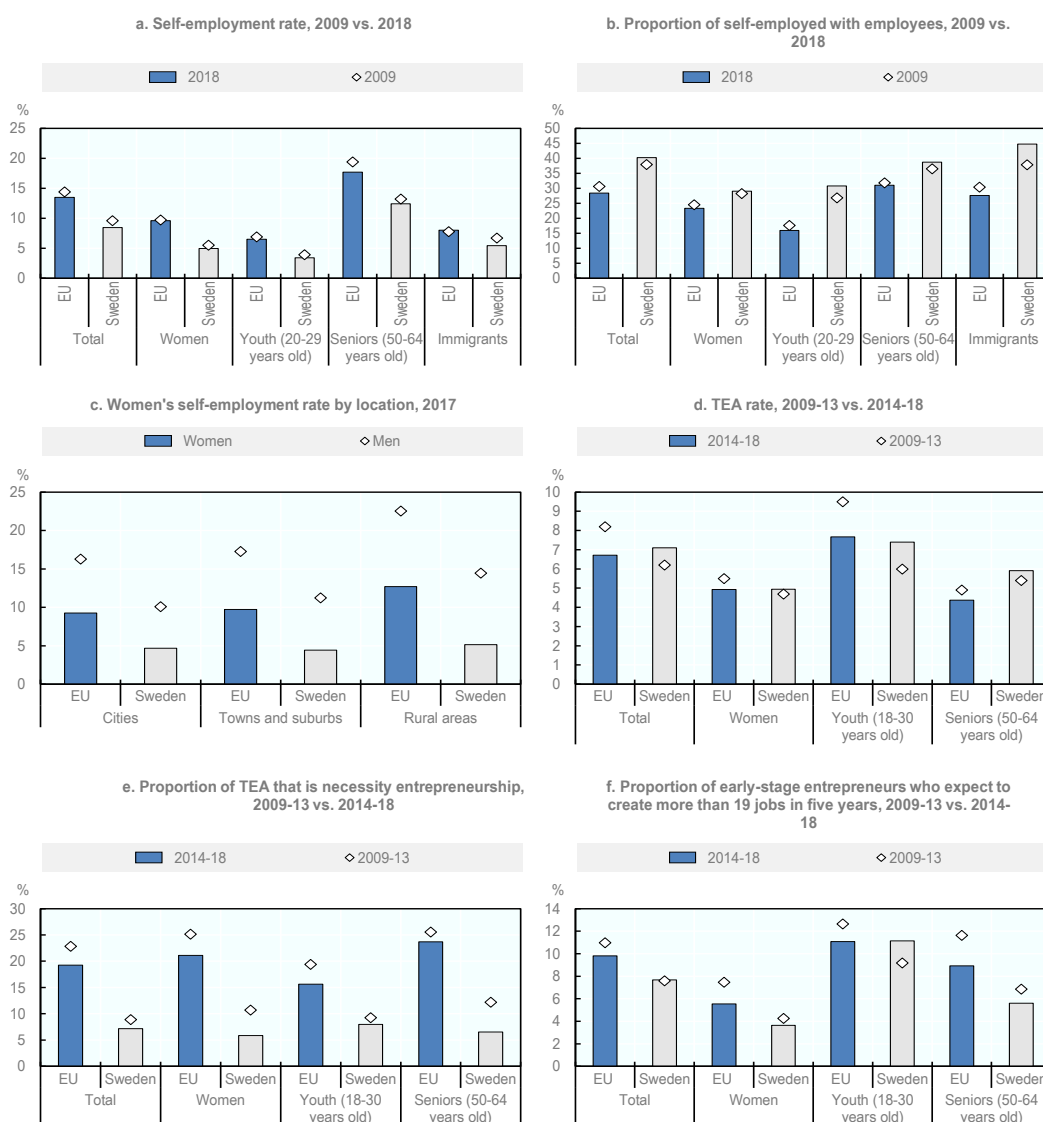 a. Self-employment rate, 2009 vs. 2018
2018 2009
%
25
20
15
10
5
0
EU Sweden EU Sweden EU Sweden EU Sweden EU Sweden
Total Women Youth (20-29 years old) Seniors (50-64 years old) Immigrants
b. Proportion of self-employed with employees, 2009 vs.
2018
2018 2009
%
50
45
40
35
30
25
20
15
10
5
0
EU Sweden EU Sweden EU Sweden EU Sweden EU Sweden
Total Women Youth (20-29 years old) Seniors (50-64 years old) Immigrants
c. Women's self-employment rate by location, 2017
Women Men
%
25
20
15
10
5
0
EU Sweden EU Sweden EU Sweden
Cities Towns and suburbs Rural areas
d. TEA rate, 2009-13 vs. 2014-18
2014-18 2009-13
%
10
9
8
7
6
5
4
3
2
1
0
EU Sweden EU Sweden EU Sweden EU Sweden
Total Women Youth (18-30 years old) Seniors (50-64 years old)
e. Proportion of TEA that is necessity entrepreneurship,
2009-13 vs. 2014-18
2014-18 2009-13
%
30
25
20
15
10
5
0
EU Sweden EU Sweden EU Sweden EU Sweden
Total Women Youth (18-30 years old) Seniors (50-64 years old)
f. Proportion of early-stage entrepreneurs who expect to
create more than 19 jobs in five years, 2009-13 vs. 2014-
18
2014-18 2009-13
%
14
12
10
8
6
4
2
0
EU Sweden EU Sweden EU Sweden EU Sweden
Total Women Youth (18-30 years old) Seniors (50-64 years old)